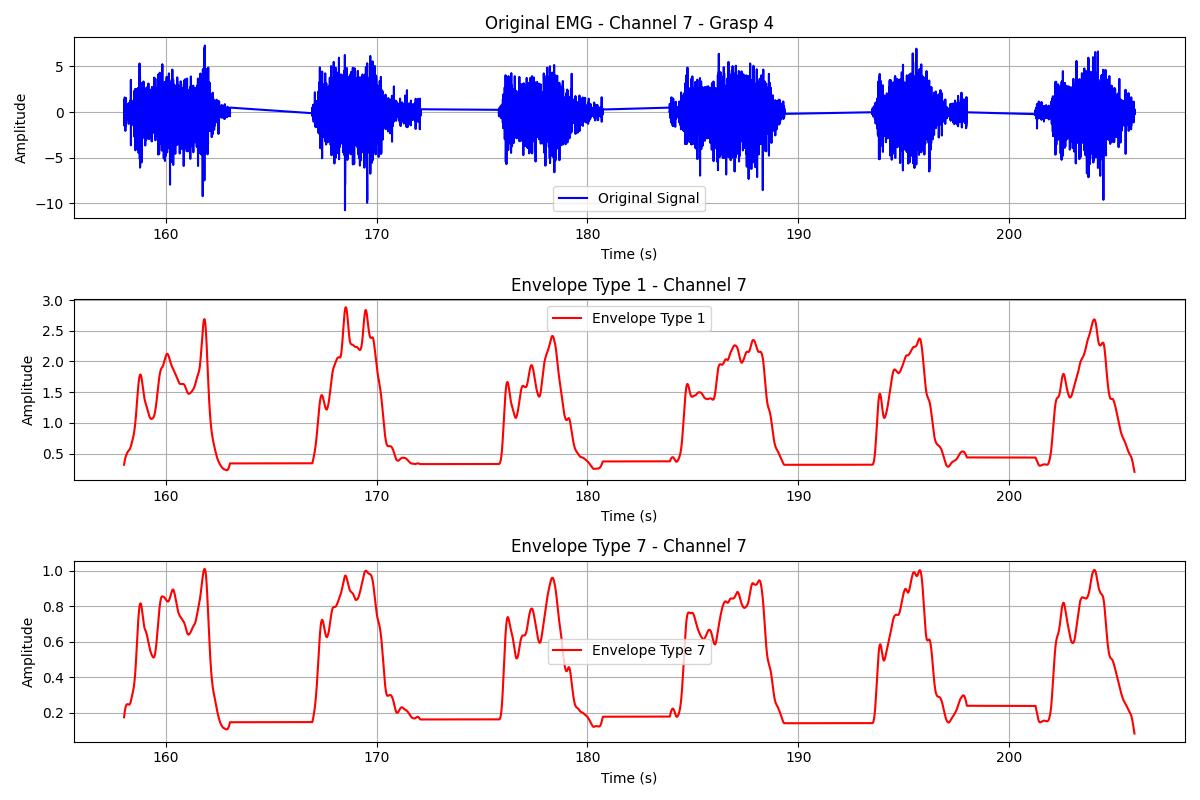 Original EMG - Channel 7 - Grasp 4
Amplitude
5
0
−5
−10
Original Signal
160 170 180 190 200
Time (s)
Envelope Type 1 - Channel 7
Amplitude
3.0
2.5
2.0
1.5
1.0
0.5
Envelope Type 1
160 170 180 190 200
Time (s)
Envelope Type 7 - Channel 7
Amplitude
1.0
0.8
0.6
0.4
0.2
Envelope Type 7
160 170 180 190 200
Time (s)